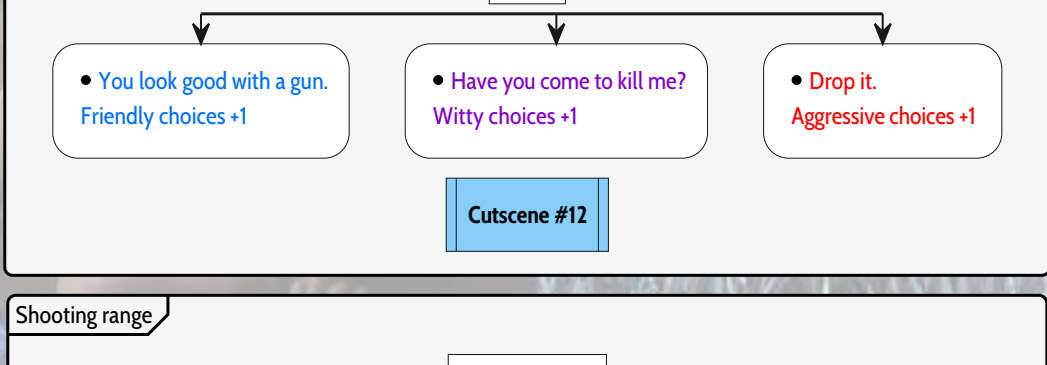 • You look good with a gun.
Friendly choices +1
• Have you come to kill me?
Witty choices +1
• Drop it.
Aggressive choices +1
Cutscene #12
Shooting range